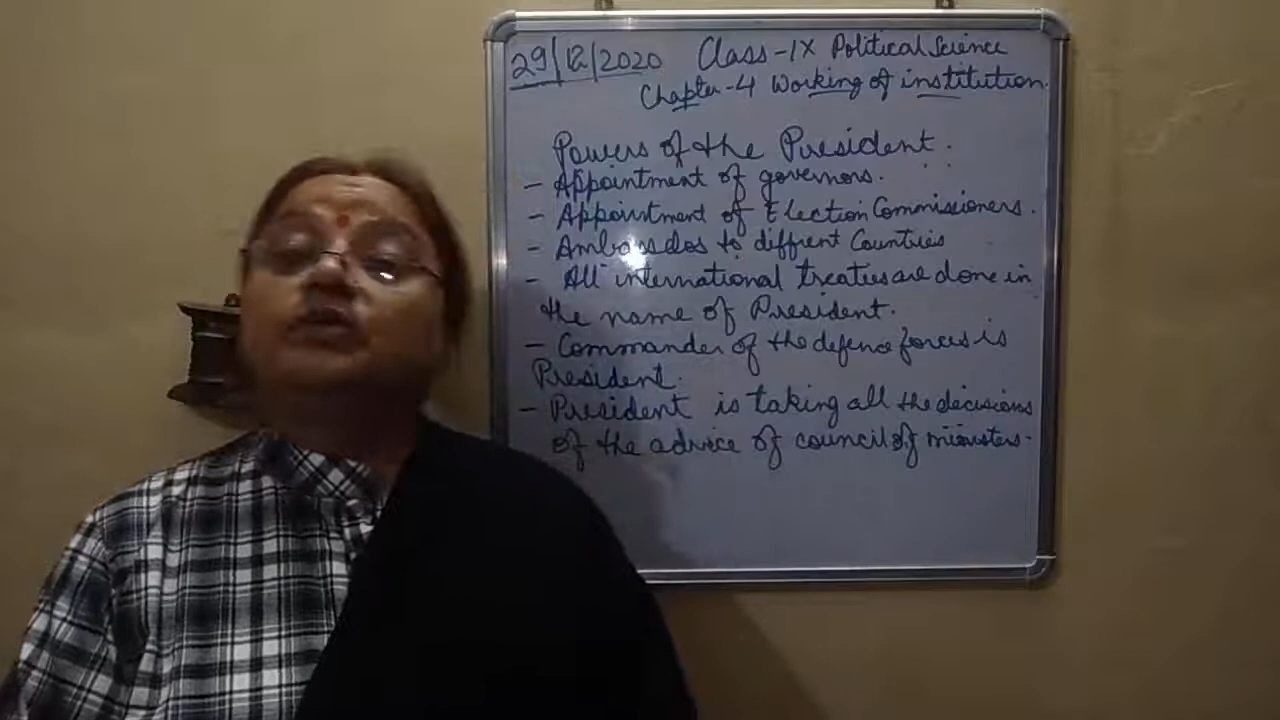 29/12/2020 Class-IX Political Science
Chapter-4 Working of institution.
Powers of the President.
- Appointment of governors.
- Appointment of Election Commissioners.
- Ambassdos to diffrent Countries
- All international treaties are done in
the name of President.
- Commander of the defence forces is
President.
- President is taking all the decisions
of the advice of council of ministers.